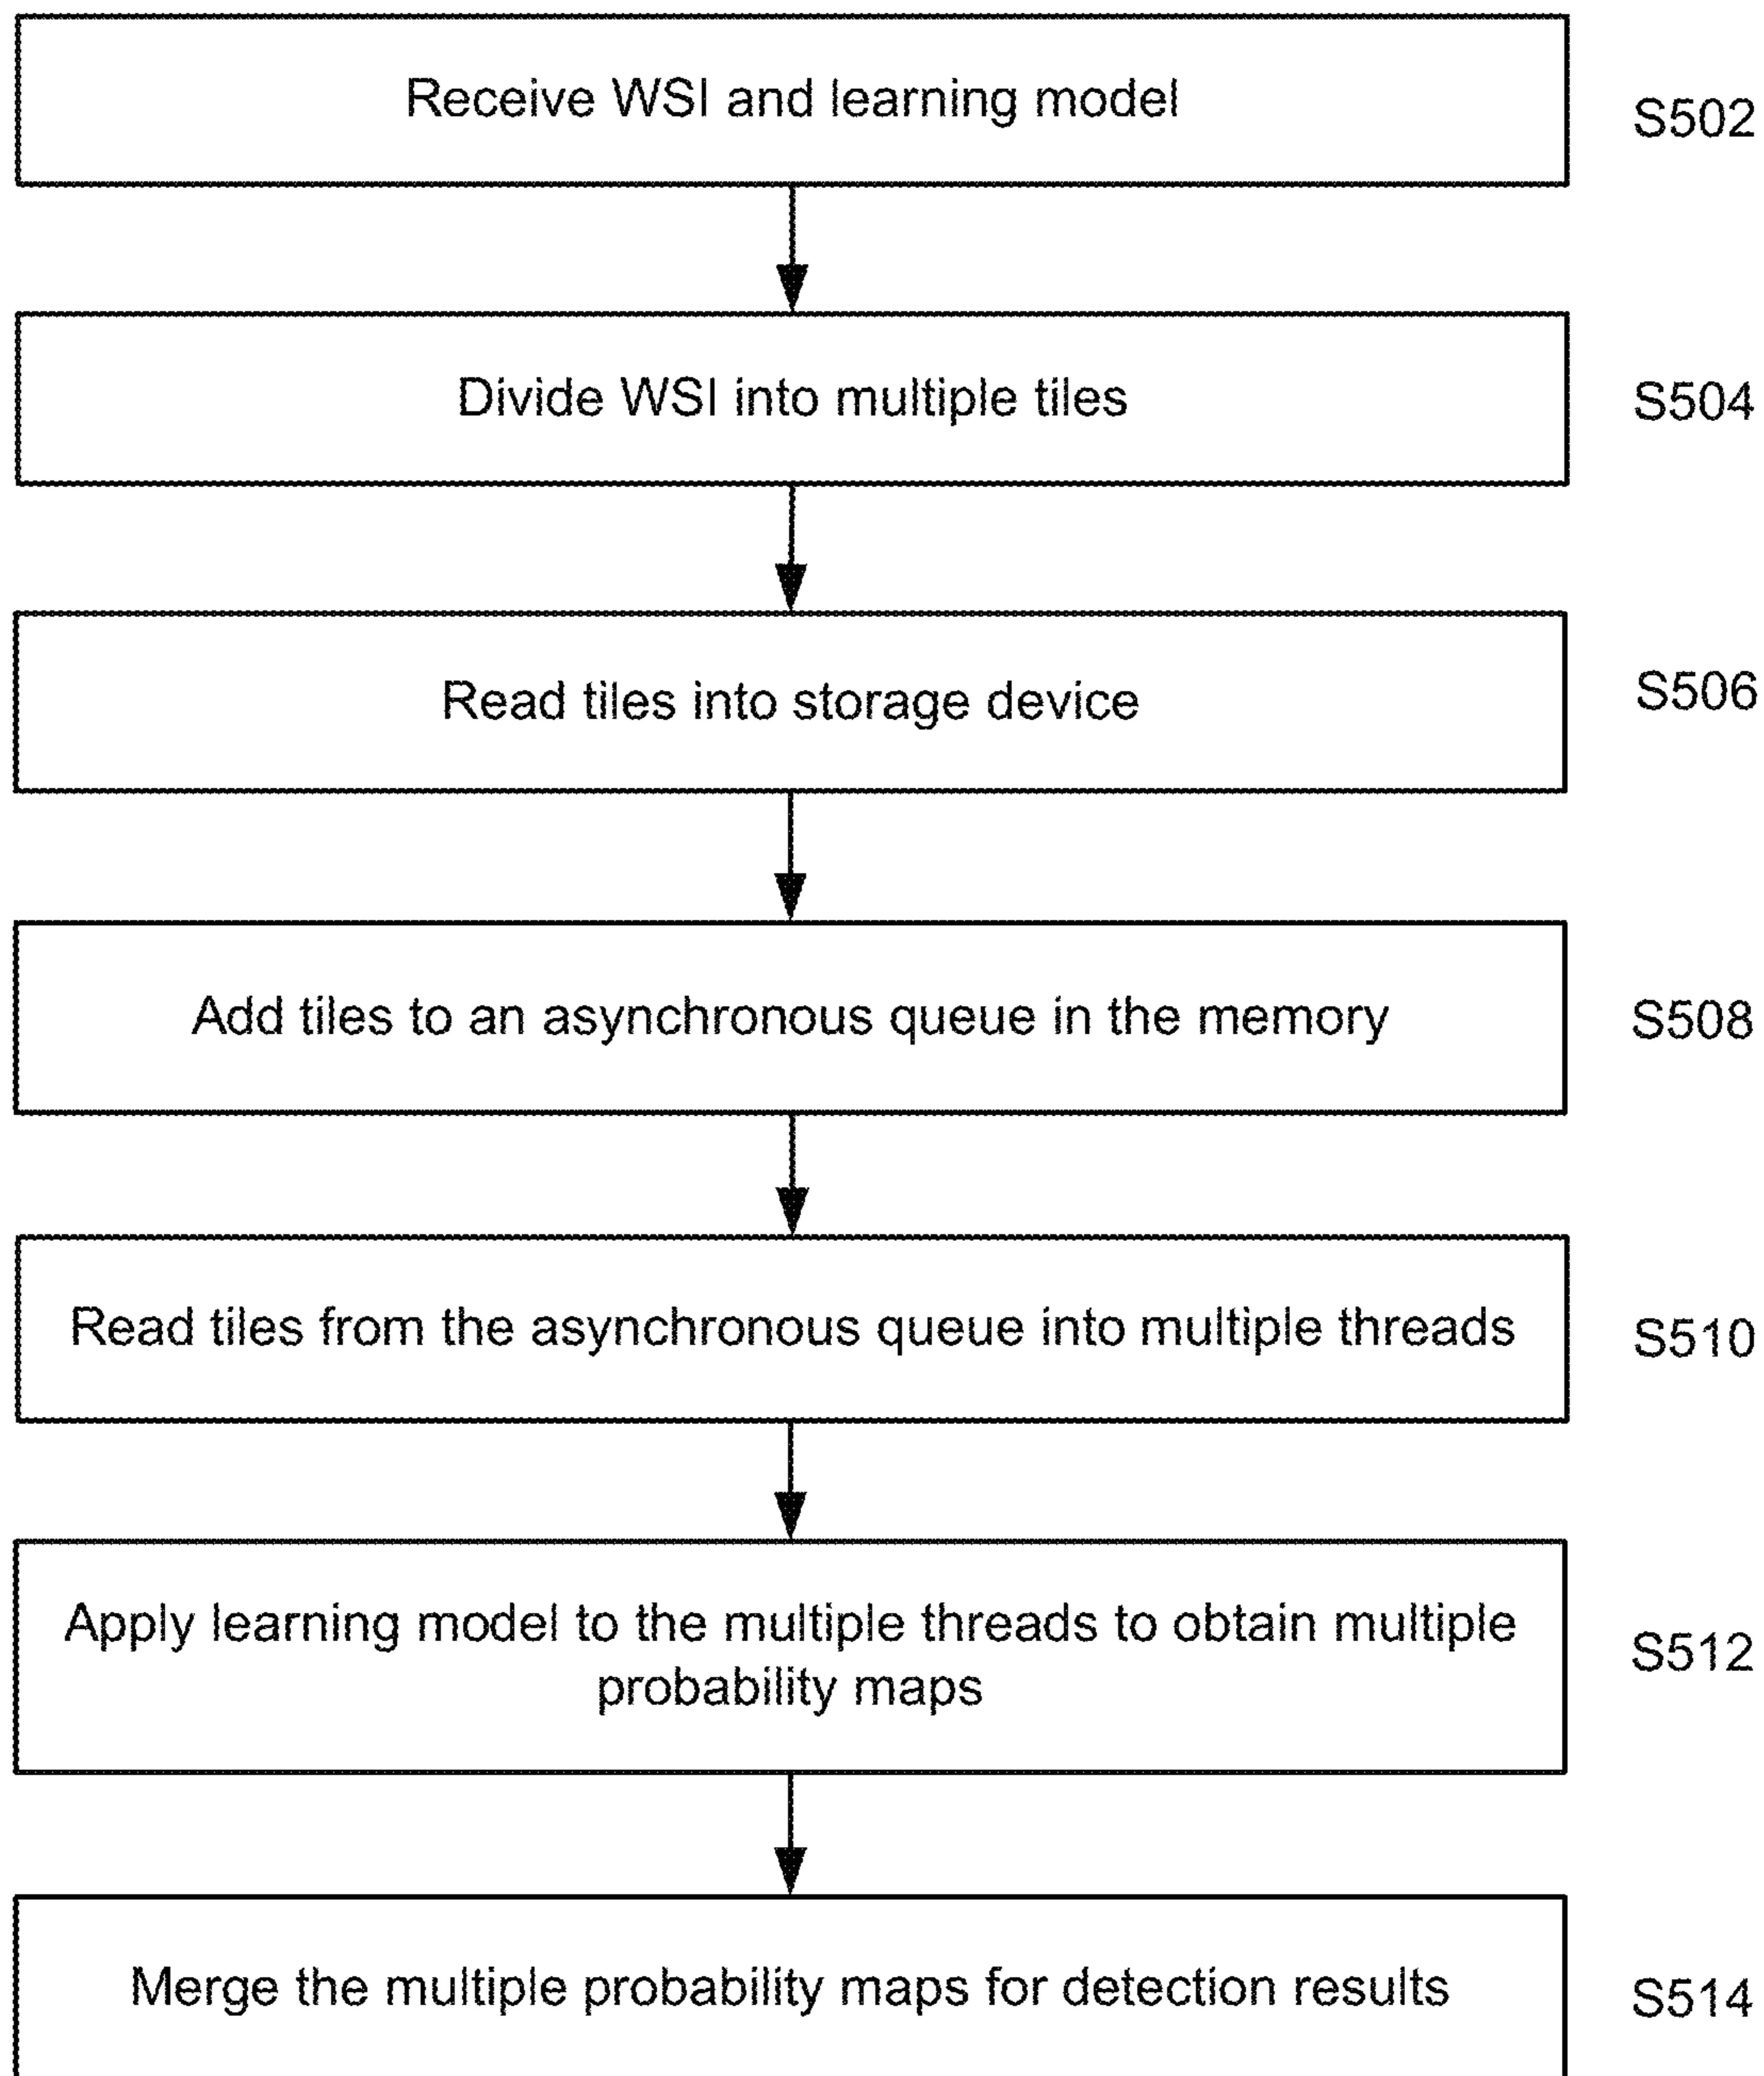 Receive WSI and learning model
S502
Divide WSI into multiple tiles
S504
Read tiles into storage device
S506
Add tiles to an asynchronous queue in the memory
S508
Read tiles from the asynchronous queue into multiple threads
S510
Apply learning model to the multiple threads to obtain multiple
probability maps
S512
Merge the multiple probability maps for detection results
S514